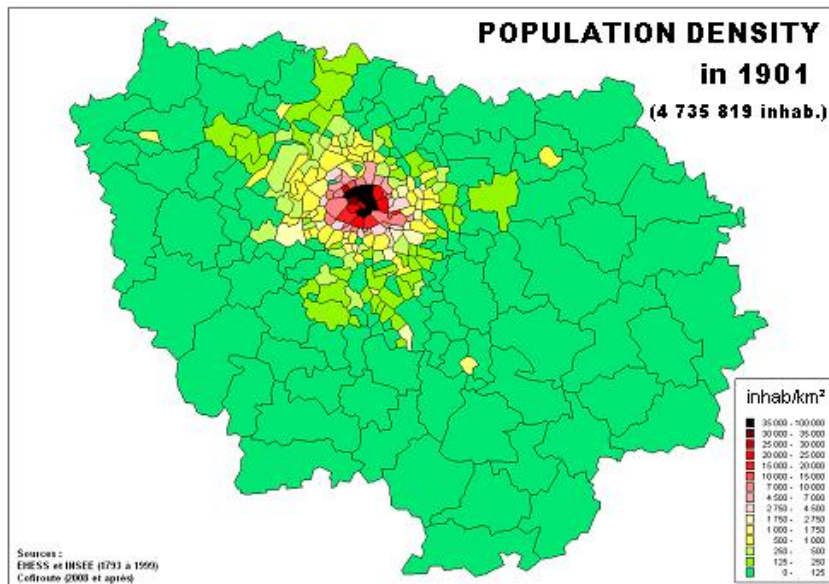 POPULATION DENSITY
in 1901
(4 735 819 inhab.)
inhab/km²
35 000 - 100 000
30 000 - 35 000
25 000 - 30 000
20 000 - 25 000
15 000 - 20 000
10 000 - 15 000
7 000 - 10 000
4 500 - 7 000
2 750 - 4 500
1 750 - 2 750
1 000 - 1 750
500 - 1 000
250 - 500
125 - 250
0 - 125
Sources :
EHESS et INSEE (1793 à 1999)
Cofiroute (2008 et après)